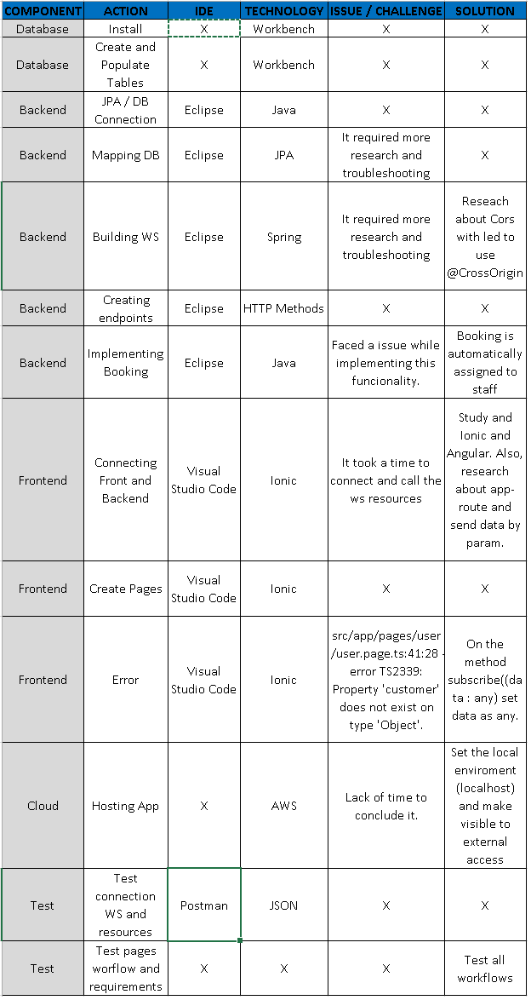 COMPONENT ACTION IDE TECHNOLOGY ISSUE / CHALLENGE SOLUTION
Database Install X Workbench X X
Database
Create and
Populate
Tables
X Workbench X X
Backend
JPA / DB
Connection
Eclipse Java X X
Backend Mapping DB Eclipse JPA
It required more
research and
troubleshooting
X
Backend Building WS Eclipse Spring
It required more
research and
troubleshooting
Reseach
about Cors
with led to
use
@CrossOrigin
Backend
Creating
endpoints
Eclipse HTTP Methods X X
Backend
Implementing
Booking
Eclipse Java
Faced a issue while
implementing this
funcionality.
Booking is
automatically
assigned to
staff
Frontend
Connecting
Front and
Backend
Visual
Studio Code
Ionic
It took a time to
connect and call the
ws resources
Study and
Ionic and
Angular. Also,
research
about app-
route and
send data by
param.
Frontend Create Pages
Visual
Studio Code
Ionic X X
Frontend Error
Visual
Studio Code
Ionic
src/app/pages/user
/user.page.ts:41:28 -
error TS2339:
Property 'customer'
does not exist on
type 'Object'.
On the
method
subscribe((da
ta : any) set
data as any.
Cloud Hosting App X AWS
Lack of time to
conclude it.
Set the local
enviroment
(localhost)
and make
visible to
external
access
Test
Test
connection
WS and
resources
Postman JSON X X
Test
Test pages
worflow and
requirements
X X X
Test all
workflows